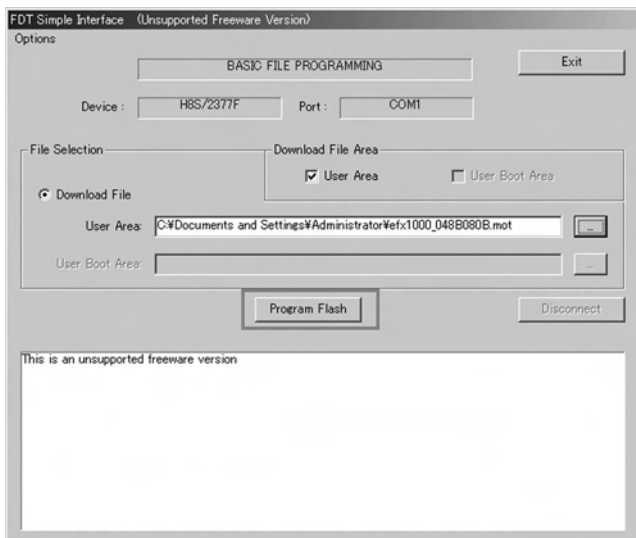 FDT Simple Interface (Unsupported Freeware Version)
Options
BASIC FILE PROGRAMMING
Exit
Device : H8S/2377F Port : COM1
File Selection
Download File Area
User Area User Boot Area
Download File
User Area: C:¥Documents and Settings¥Administrator¥efx1000_048B080B.mot ...
User Boot Area: ...
Program Flash Disconnect
This is an unsupported freeware version